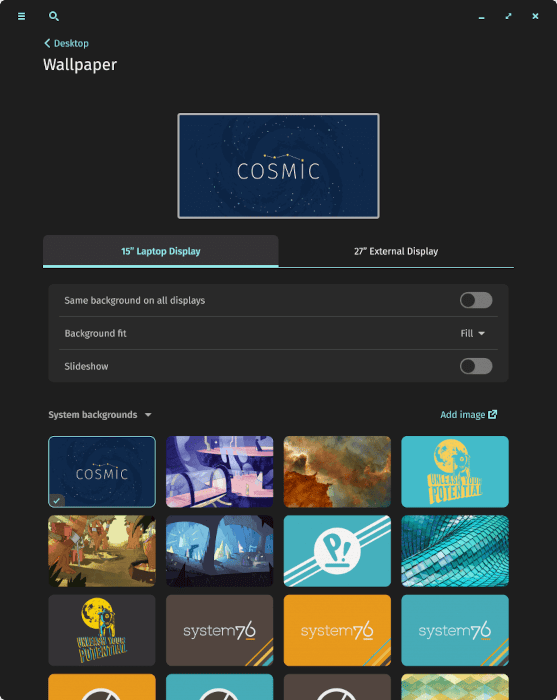 Desktop
Wallpaper
COSMIC
15” Laptop Display
27” External Display
Same background on all displays
Background fit
Fill
Slideshow
System backgrounds
Add image
COSMIC
UNLEASH YOUR
POTENTIAL
P!
UNLEASH YOUR
POTENTIAL
system76
system76
system76